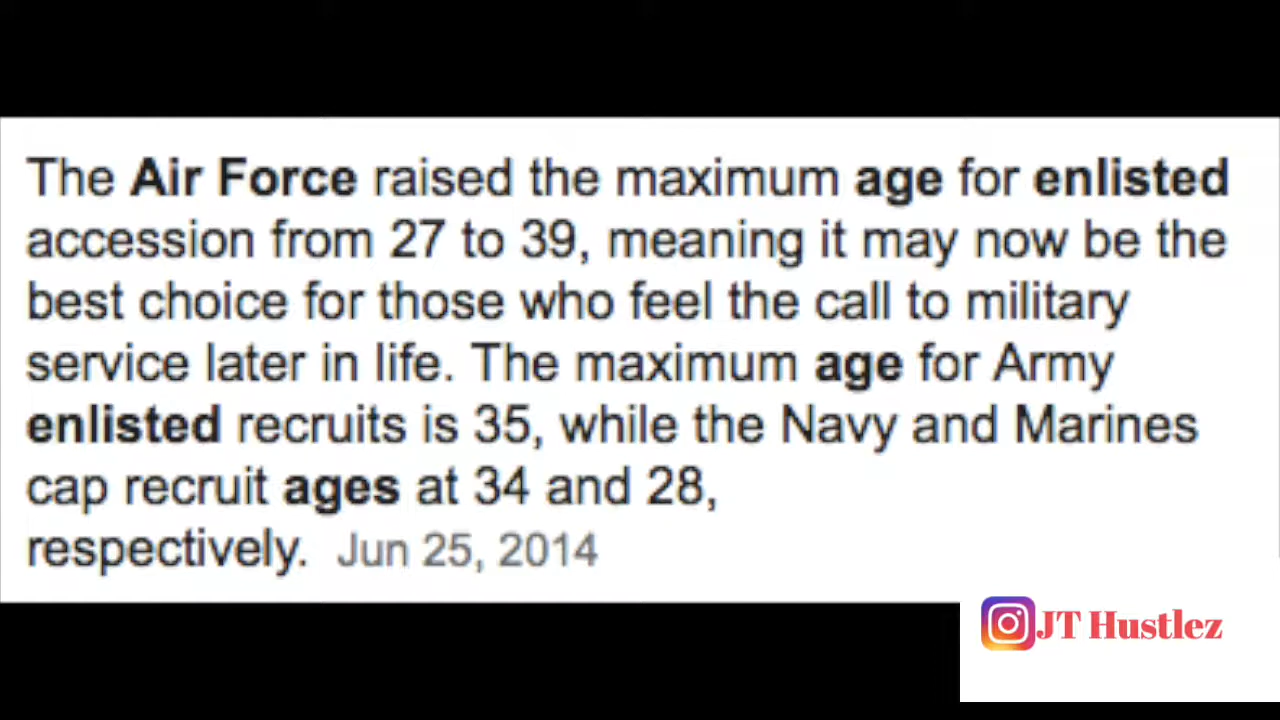 The Air Force raised the maximum age for enlisted
accession from 27 to 39, meaning it may now be the
best choice for those who feel the call to military
service later in life. The maximum age for Army
enlisted recruits is 35, while the Navy and Marines
cap recruit ages at 34 and 28,
respectively. Jun 25, 2014
JT Hustlez